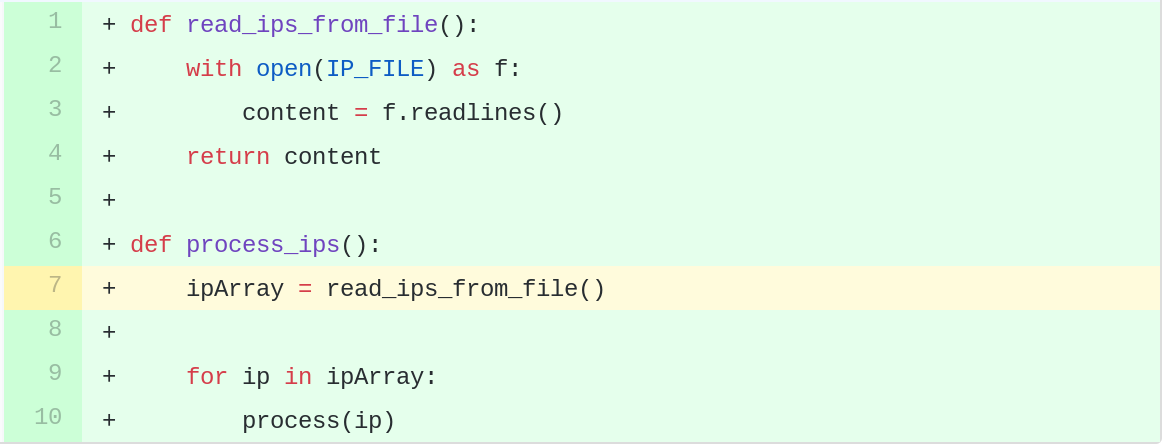 1 + def read_ips_from_file():
2 +     with open(IP_FILE) as f:
3 +         content = f.readlines()
4 +     return content
5 +
6 + def process_ips():
7 +     ipArray = read_ips_from_file()
8 +
9 +     for ip in ipArray:
10 +         process(ip)